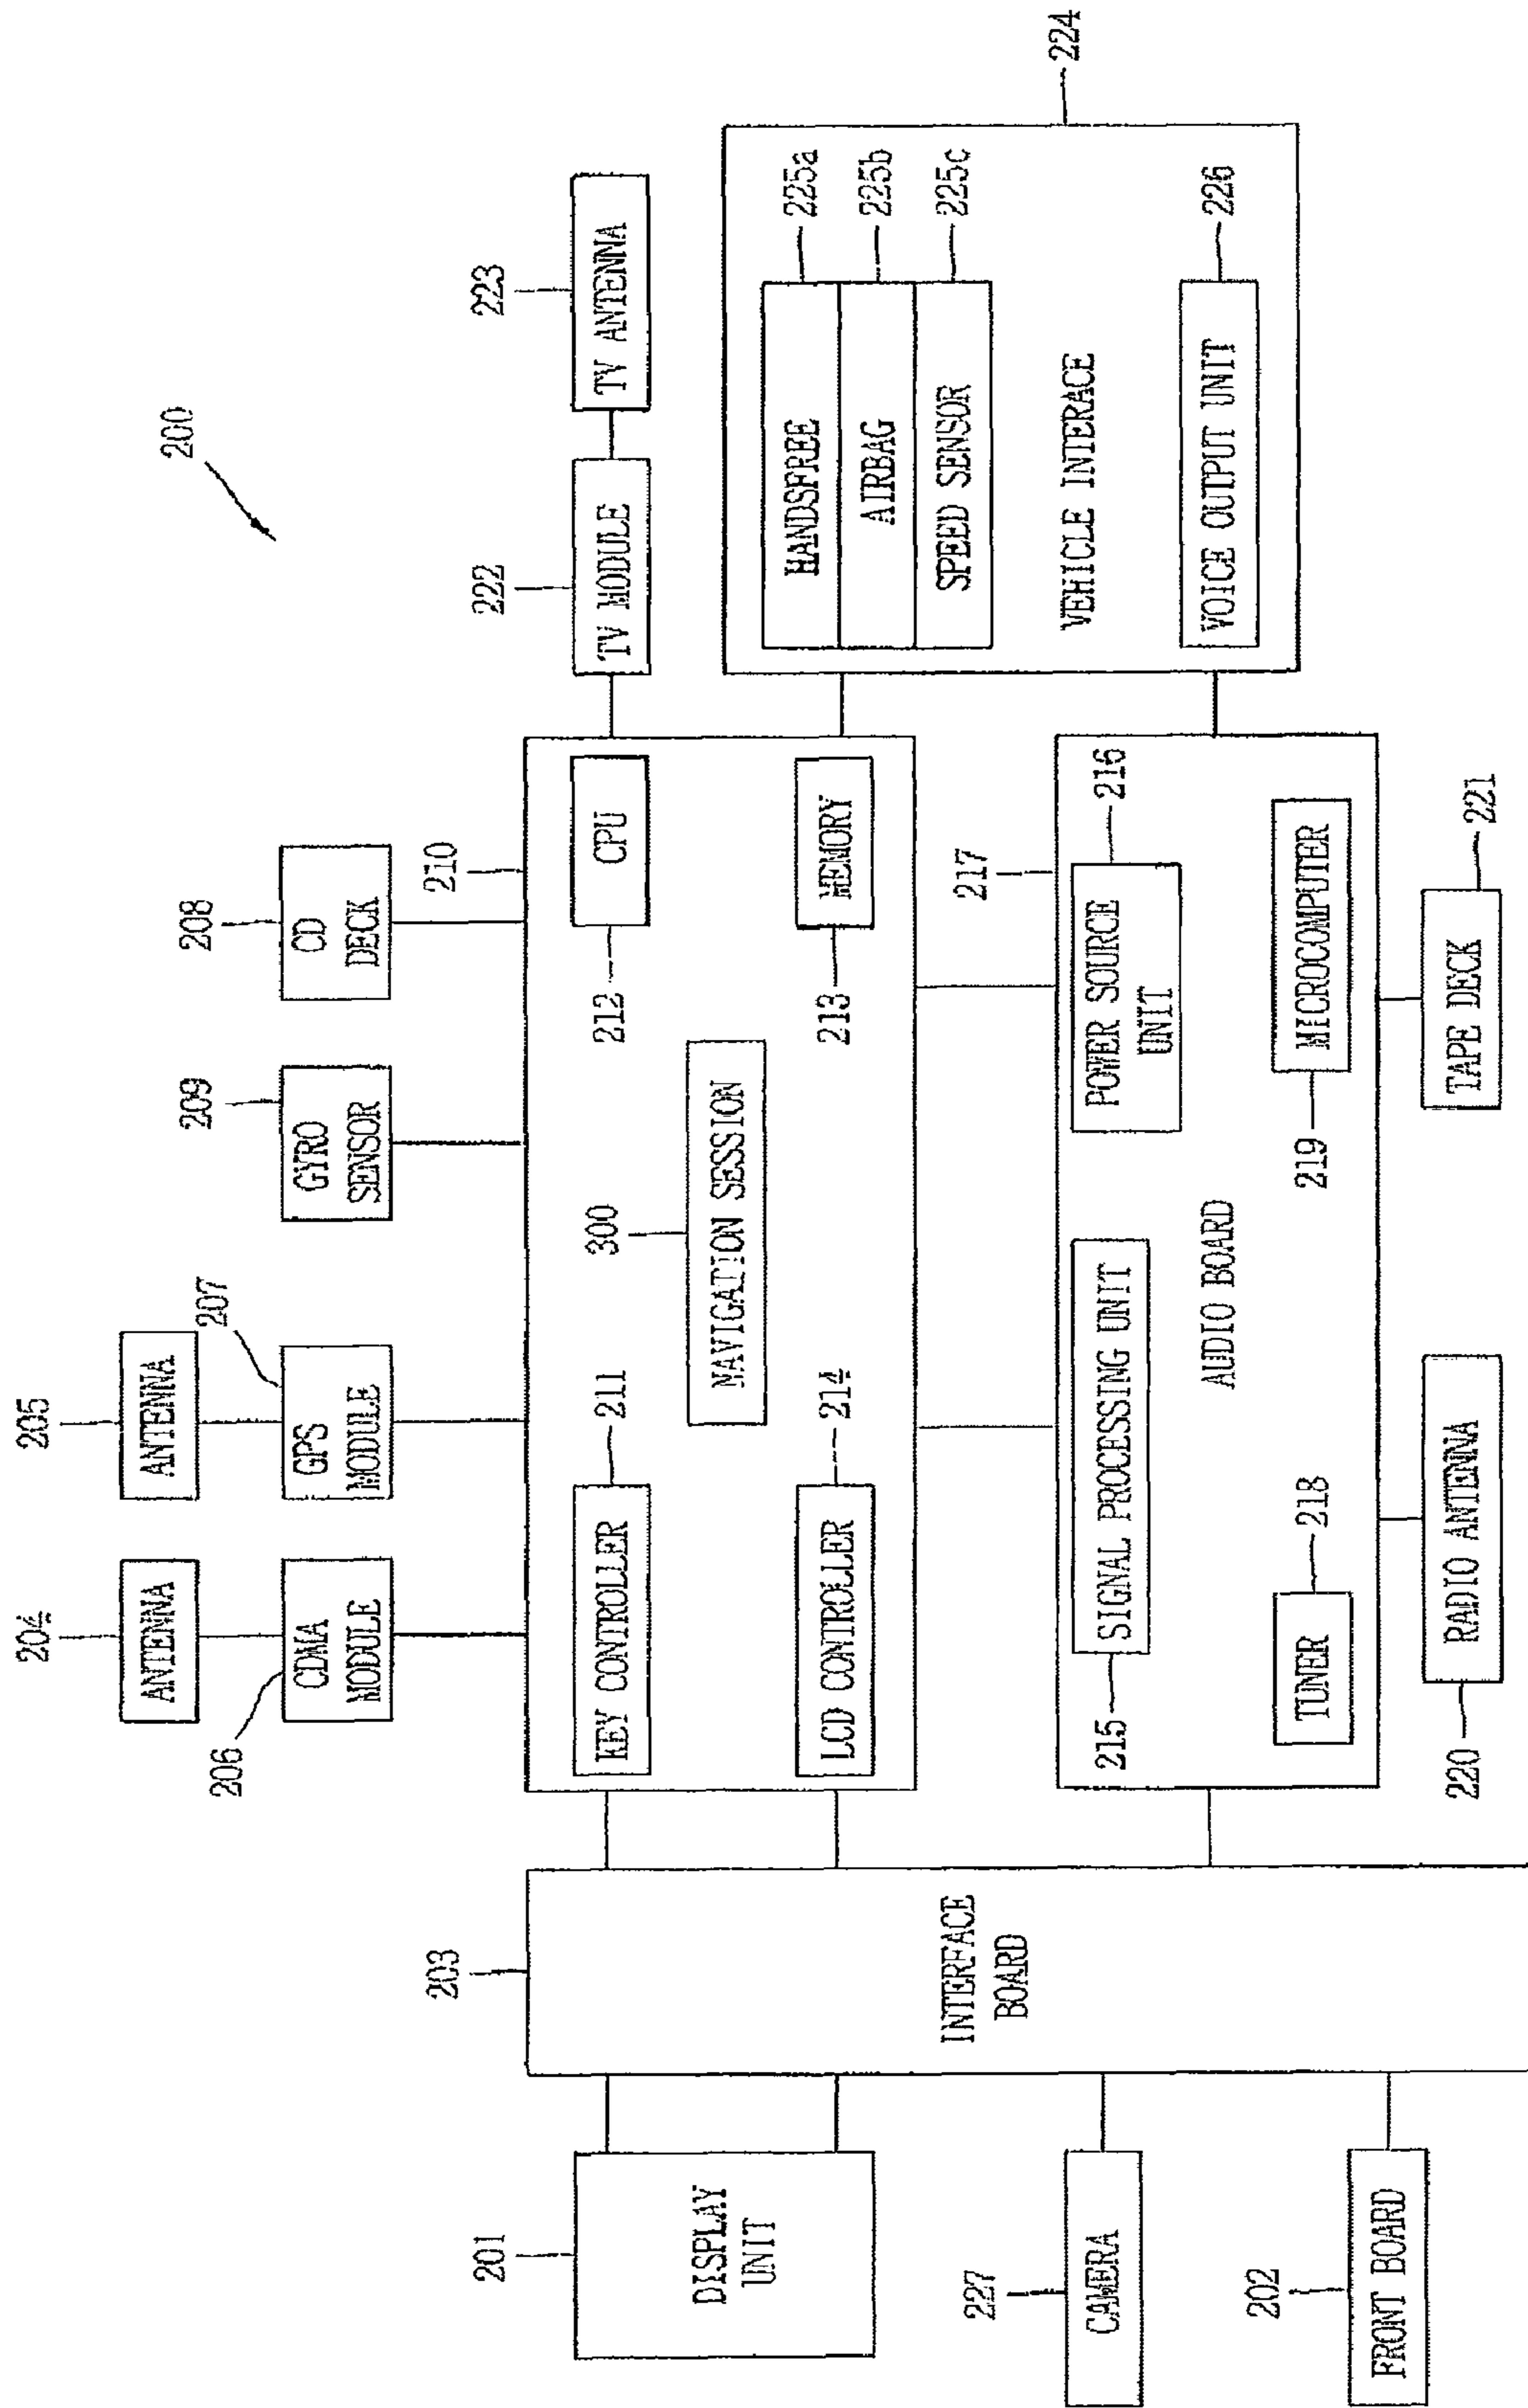 200
204
205
ANTENNA
ANTENNA
206
207
209
208
CDMA
MODULE
GPS
MODULE
GYRO
SENSOR
CD
DECK
222
223
TV MODULE
TV ANTENNA
203
INTERFACE
BOARD
210
KEY CONTROLLER
211
300
NAVIGATION SESSION
CPU
212
LCD CONTROLLER
214
MEMORY
213
201
DISPLAY
UNIT
227
CAMERA
202
FRONT BOARD
217
215
SIGNAL PROCESSING UNIT
POWER SOURCE
UNIT
216
AUDIO BOARD
TUNER
218
219
MICROCOMPUTER
220
RADIO ANTENNA
TAPE DECK
221
224
HANDSFREE
225a
AIRBAG
225b
SPEED SENSOR
225c
VEHICLE INTERACE
VOICE OUTPUT UNIT
226